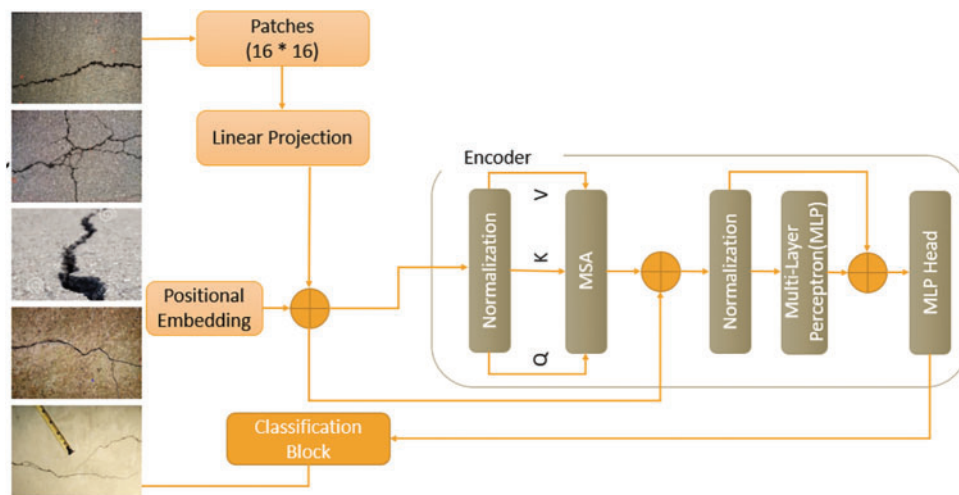 Patches
(16 * 16)
Linear Projection
Positional
Embedding
Encoder
Normalization
V
K
Q
MSA
Normalization
Multi-Layer
Perceptron(MLP)
MLP Head
Classification
Block